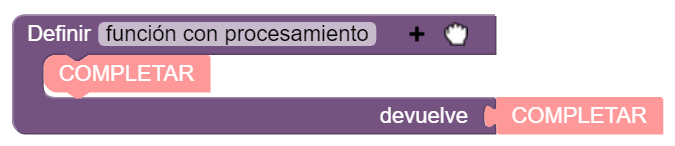 Definir función con procesamiento +
COMPLETAR
devuelve COMPLETAR